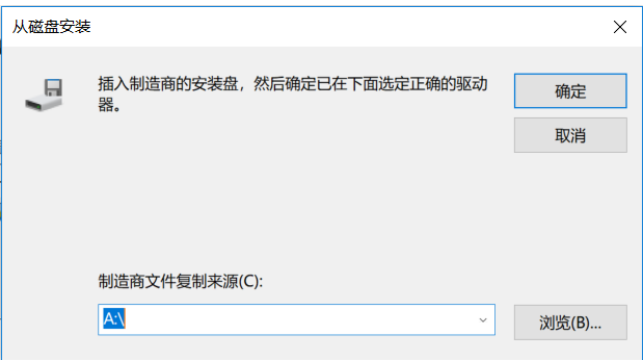 从磁盘安装
插入制造商的安装盘，然后确定已在下面选定正确的驱动
器。
确定
取消
制造商文件复制来源(C):
A:\
浏览(B)...